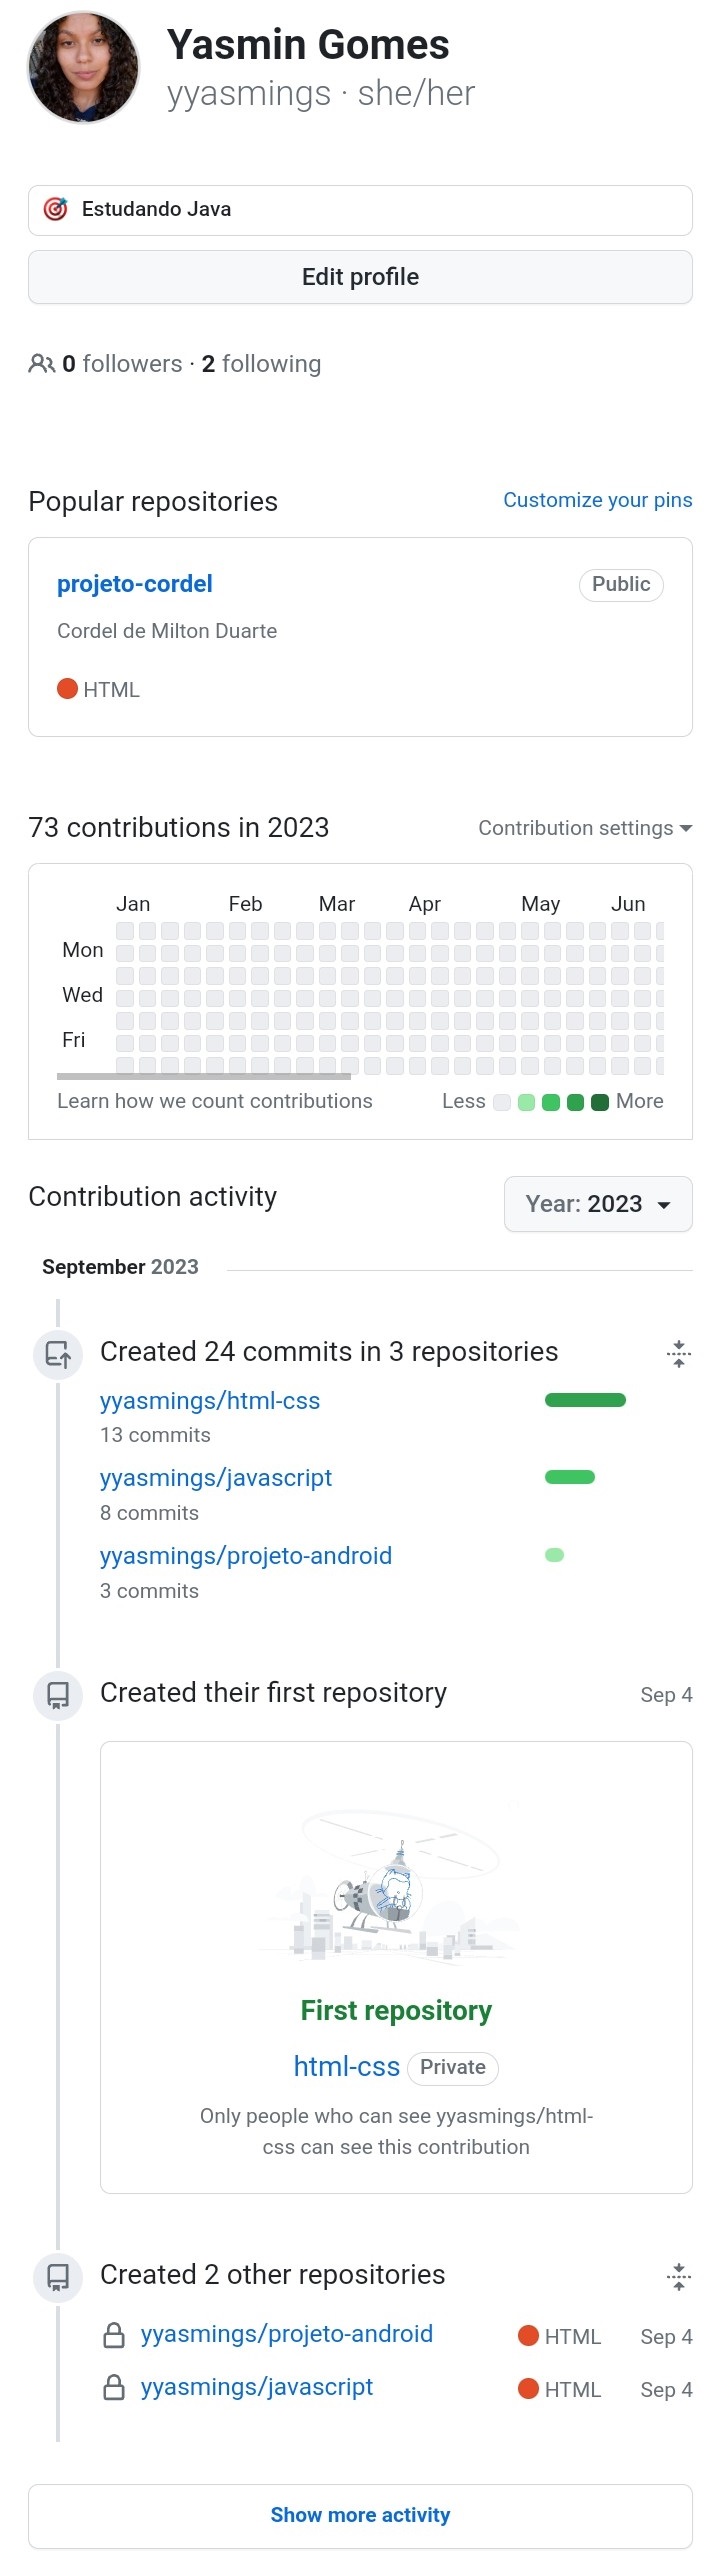 Yasmin Gomes
yyasmings · she/her
🎯 Estudando Java
Edit profile
0 followers · 2 following
Popular repositories
Customize your pins
projeto-cordel
Public
Cordel de Milton Duarte
HTML
73 contributions in 2023
Contribution settings
Jan Feb Mar Apr May Jun
Mon
Wed
Fri
Learn how we count contributions
Less More
Contribution activity
Year: 2023
September 2023
Created 24 commits in 3 repositories
yyasmings/html-css
13 commits
yyasmings/javascript
8 commits
yyasmings/projeto-android
3 commits
Created their first repository
Sep 4
First repository
html-css Private
Only people who can see yyasmings/html-
css can see this contribution
Created 2 other repositories
yyasmings/projeto-android HTML Sep 4
yyasmings/javascript HTML Sep 4
Show more activity